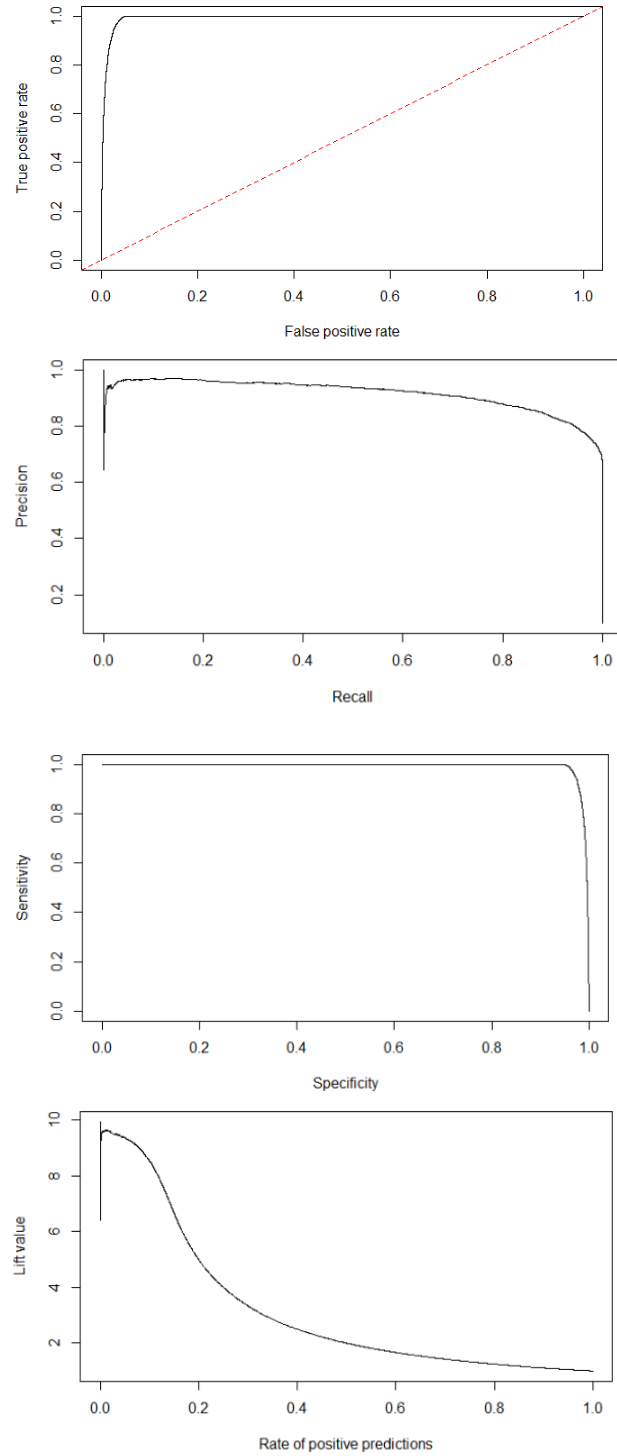 1.0
0.8
0.6
0.4
0.2
0.0
True positive rate
0.0 0.2 0.4 0.6 0.8 1.0
False positive rate
1.0
0.8
0.6
0.4
0.2
Precision
0.0 0.2 0.4 0.6 0.8 1.0
Recall
1.0
0.8
0.6
0.4
0.2
0.0
Sensitivity
0.0 0.2 0.4 0.6 0.8 1.0
Specificity
10
8
6
4
2
Lift value
0.0 0.2 0.4 0.6 0.8 1.0
Rate of positive predictions